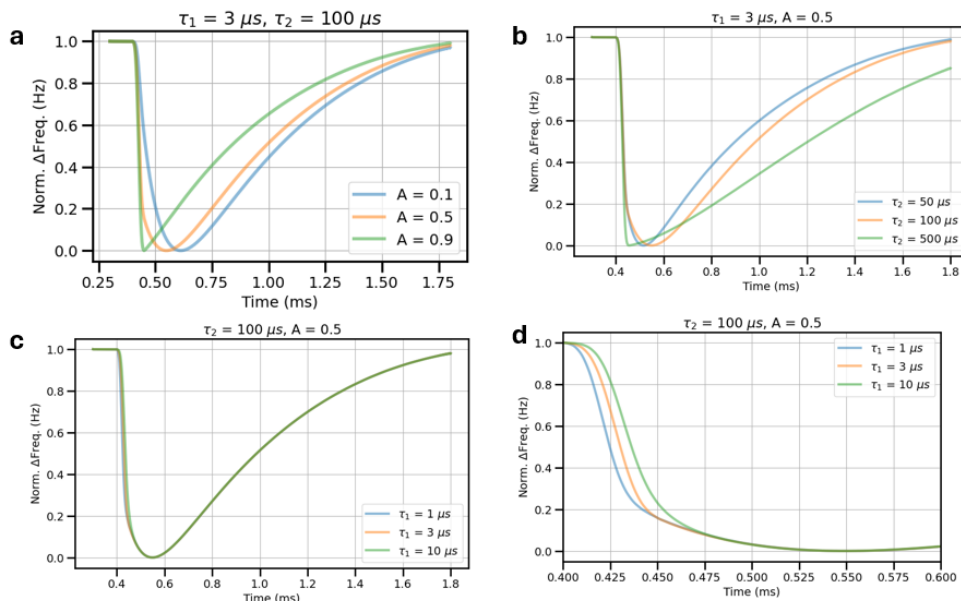 a
τ1 = 3 μs, τ2 = 100 μs
Norm. ΔFreq. (Hz)
1.0
0.8
0.6
0.4
0.2
0.0
A = 0.1
A = 0.5
A = 0.9
0.25 0.50 0.75 1.00 1.25 1.50 1.75
Time (ms)
b
τ1 = 3 μs, A = 0.5
Norm. ΔFreq. (Hz)
1.0
0.8
0.6
0.4
0.2
0.0
τ2 = 50 μs
τ2 = 100 μs
τ2 = 500 μs
0.4 0.6 0.8 1.0 1.2 1.4 1.6 1.8
Time (ms)
c
τ2 = 100 μs, A = 0.5
Norm. ΔFreq. (Hz)
1.0
0.8
0.6
0.4
0.2
0.0
τ1 = 1 μs
τ1 = 3 μs
τ1 = 10 μs
0.4 0.6 0.8 1.0 1.2 1.4 1.6 1.8
Time (ms)
d
τ2 = 100 μs, A = 0.5
Norm. ΔFreq. (Hz)
1.0
0.8
0.6
0.4
0.2
0.0
τ1 = 1 μs
τ1 = 3 μs
τ1 = 10 μs
0.400 0.425 0.450 0.475 0.500 0.525 0.550 0.575 0.600
Time (ms)